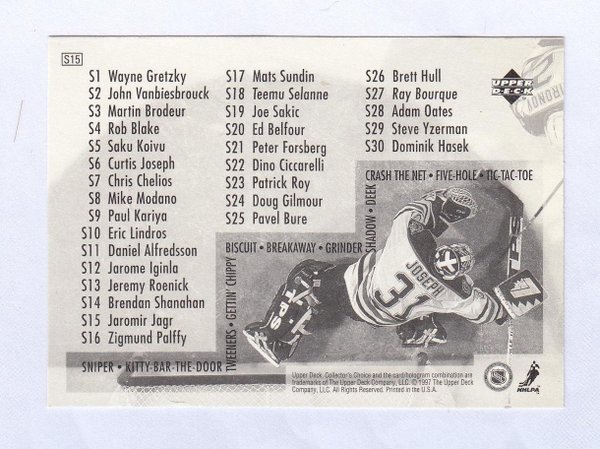 S15
S1 Wayne Gretzky
S2 John Vanbiesbrouck
S3 Martin Brodeur
S4 Rob Blake
S5 Saku Koivu
S6 Curtis Joseph
S7 Chris Chelios
S8 Mike Modano
S9 Paul Kariya
S10 Eric Lindros
S11 Daniel Alfredsson
S12 Jarome Iginla
S13 Jeremy Roenick
S14 Brendan Shanahan
S15 Jaromir Jagr
S16 Zigmund Palffy
S17 Mats Sundin
S18 Teemu Selanne
S19 Joe Sakic
S20 Ed Belfour
S21 Peter Forsberg
S22 Dino Ciccarelli
S23 Patrick Roy
S24 Doug Gilmour
S25 Pavel Bure
S26 Brett Hull
S27 Ray Bourque
S28 Adam Oates
S29 Steve Yzerman
S30 Dominik Hasek
UPPER
DECK
MIRONOV
CRASH THE NET • FIVE-HOLE • TIC-TAC-TOE
SHADOW • DEEK
BISCUIT • BREAKAWAY • GRINDER
TWEENERS • GETTIN' CHIPPY
SNIPER • KITTY-BAR-THE-DOOR
JOSEPH
31
TPS
TPS
Upper Deck, Collector's Choice and the card/hologram combination are
trademarks of The Upper Deck Company, LLC. © 1997 The Upper Deck
Company, LLC. All Rights Reserved. Printed in the U.S.A.
NHLPA